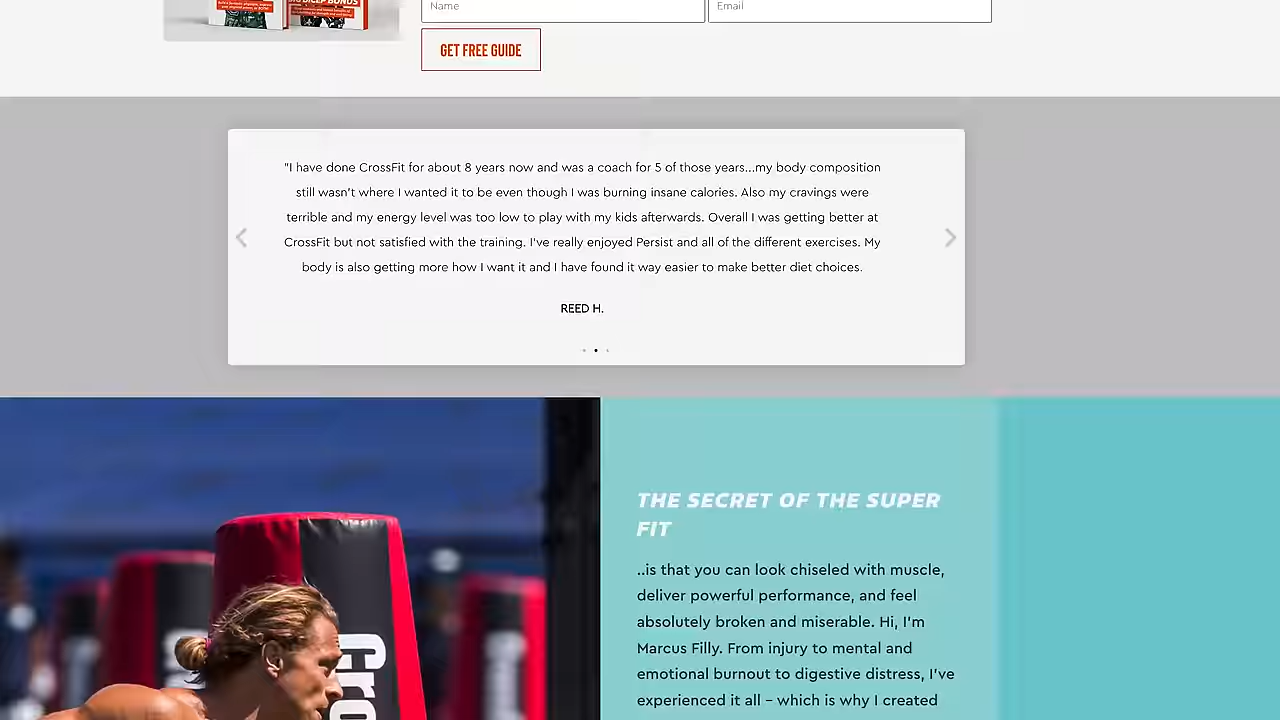 BIG BICEP BONUS
Name
Email
GET FREE GUIDE
"I have done CrossFit for about 8 years now and was a coach for 5 of those years...my body composition
still wasn't where I wanted it to be even though I was burning insane calories. Also my cravings were
terrible and my energy level was too low to play with my kids afterwards. Overall I was getting better at
CrossFit but not satisfied with the training. I've really enjoyed Persist and all of the different exercises. My
body is also getting more how I want it and I have found it way easier to make better diet choices.
REED H.
THE SECRET OF THE SUPER
FIT
..is that you can look chiseled with muscle,
deliver powerful performance, and feel
absolutely broken and miserable. Hi, I'm
Marcus Filly. From injury to mental and
emotional burnout to digestive distress, I've
experienced it all – which is why I created